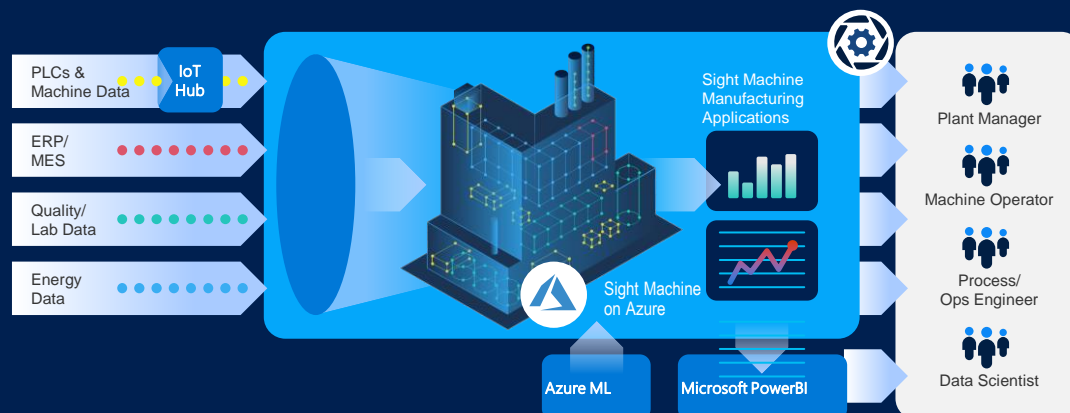 PLCs &
Machine Data
IoT
Hub
ERP/
MES
Quality/
Lab Data
Energy
Data
Sight Machine
Manufacturing
Applications
Sight Machine
on Azure
Azure ML
Microsoft PowerBI
Plant Manager
Machine Operator
Process/
Ops Engineer
Data Scientist